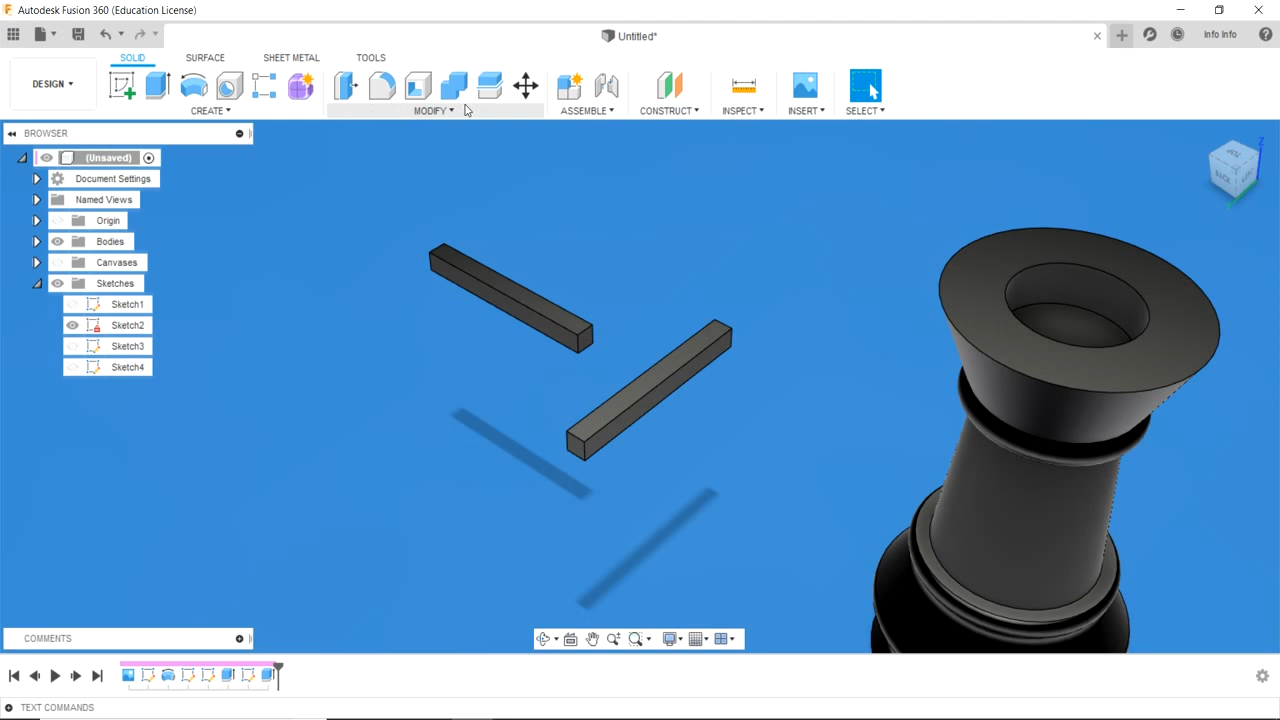 Autodesk Fusion 360 (Education License)
Untitled*
Info Info
SOLID SURFACE SHEET METAL TOOLS
DESIGN
CREATE MODIFY ASSEMBLE CONSTRUCT INSPECT INSERT SELECT
BROWSER
(Unsaved)
Document Settings
Named Views
Origin
Bodies
Canvases
Sketches
Sketch1
Sketch2
Sketch3
Sketch4
Z
BACK
COMMENTS
TEXT COMMANDS